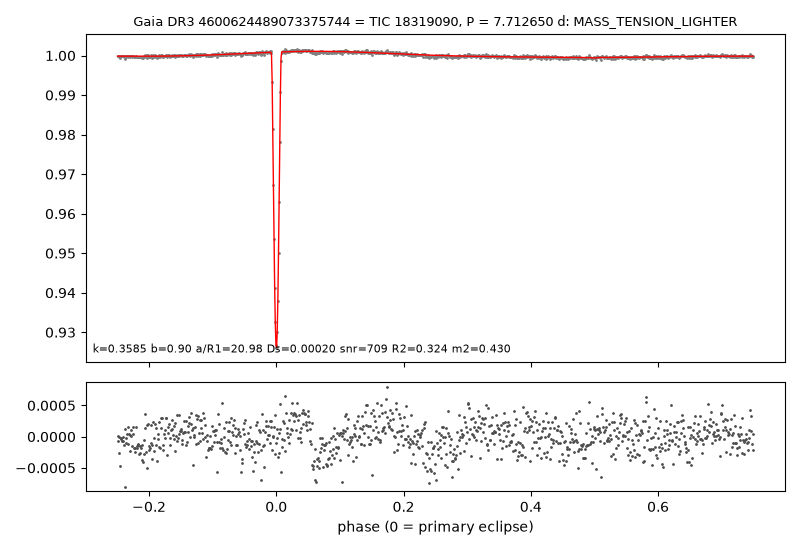 Gaia DR3 4600624489073375744 = TIC 18319090, P = 7.712650 d: MASS_TENSION_LIGHTER
1.00
0.99
0.98
0.97
0.96
0.95
0.94
0.93
k=0.3585 b=0.90 a/R1=20.98 Ds=0.00020 snr=709 R2=0.324 m2=0.430
0.0005
0.0000
−0.0005
−0.2 0.0 0.2 0.4 0.6
phase (0 = primary eclipse)